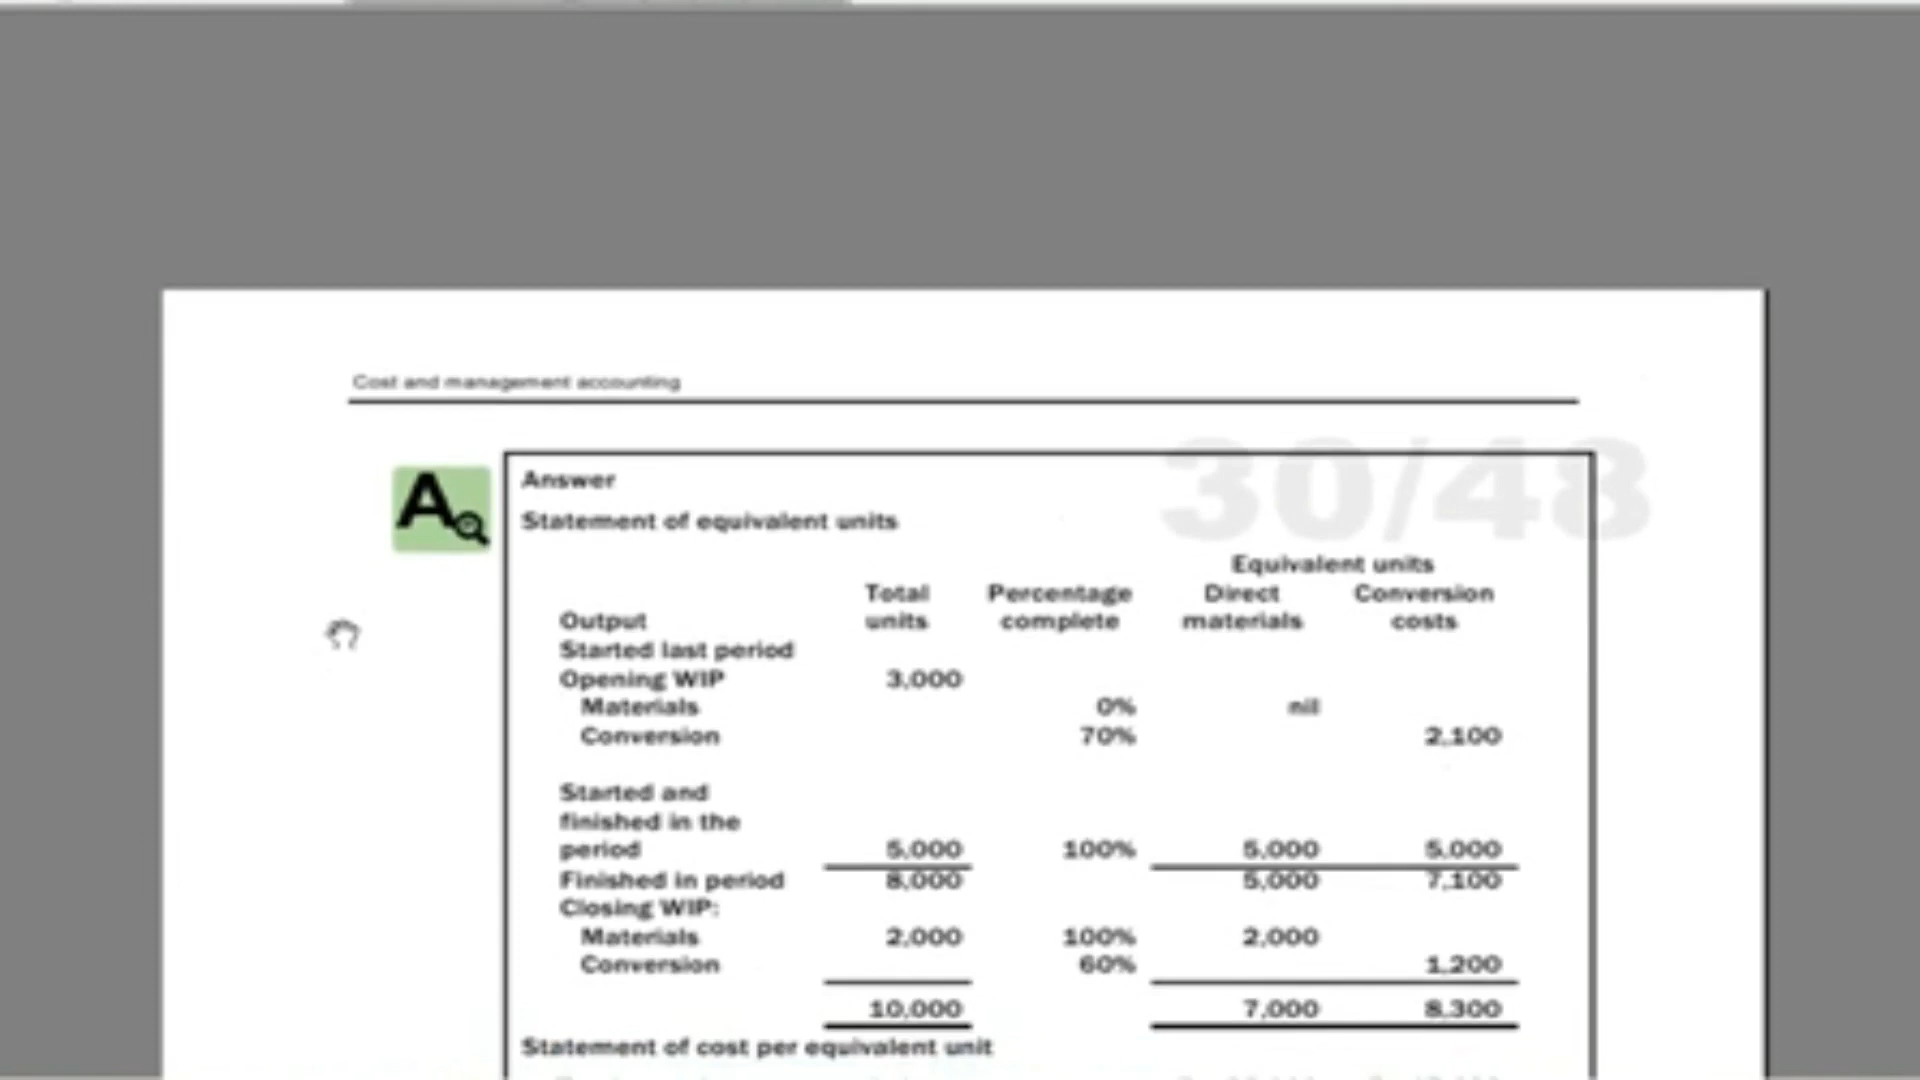 Cost and management accounting
30/48
A
Answer
Statement of equivalent units
Equivalent units
Total Percentage Direct Conversion
Output units complete materials costs
Started last period
Opening WIP 3,000
Materials 0% nil
Conversion 70% 2,100
Started and
finished in the
period 5,000 100% 5,000 5,000
Finished in period 8,000 5,000 7,100
Closing WIP:
Materials 2,000 100% 2,000
Conversion 60% 1,200
10,000 7,000 8,300
Statement of cost per equivalent unit